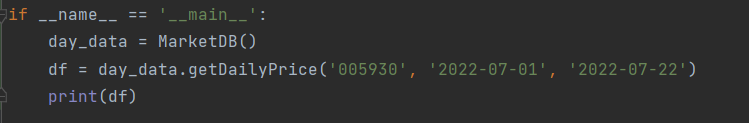 if __name__ == '__main__':
    day_data = MarketDB()
    df = day_data.getDailyPrice('005930', '2022-07-01', '2022-07-22')
    print(df)